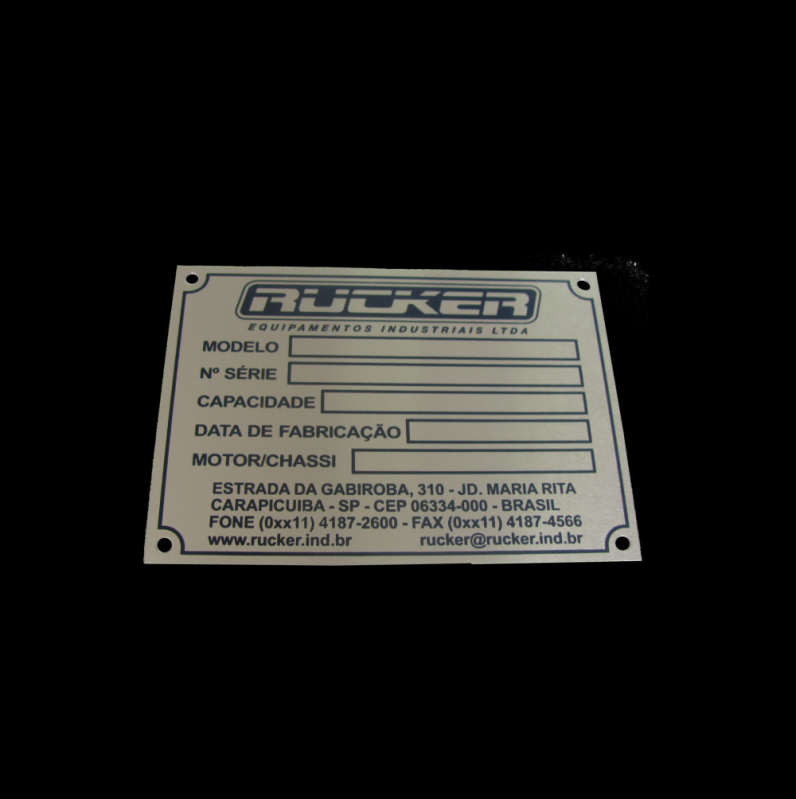 RUCKER
EQUIPAMENTOS INDUSTRIAIS LTDA
MODELO
Nº SÉRIE
CAPACIDADE
DATA DE FABRICAÇÃO
MOTOR/CHASSI
ESTRADA DA GABIROBA, 310 - JD. MARIA RITA
CARAPICUIBA - SP - CEP 06334-000 - BRASIL
FONE (0xx11) 4187-2600 - FAX (0xx11) 4187-4566
www.rucker.ind.br rucker@rucker.ind.br